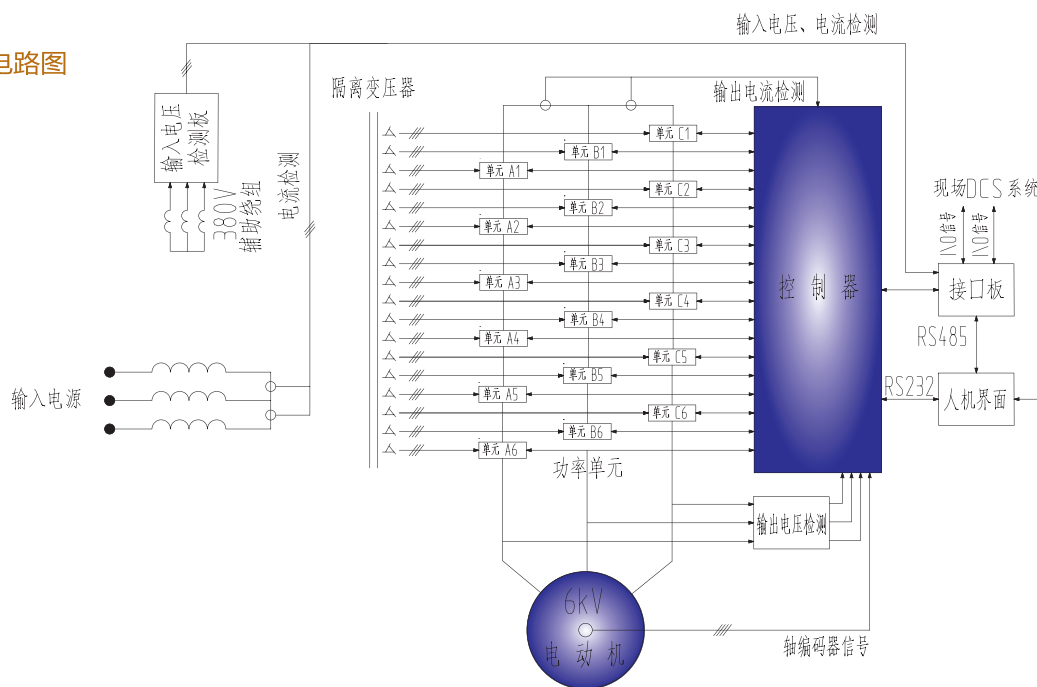 电路图
输入电压、电流检测
隔离变压器
输出电流检测
输入电压
检测板
380V
辅助绕组
电流检测
单元 C1
单元 B1
单元 A1
单元 C2
单元 B2
单元 A2
单元 C3
单元 B3
单元 A3
单元 C4
单元 B4
单元 A4
单元 C5
单元 B5
单元 A5
单元 C6
单元 B6
单元 A6
功率单元
控制器
现场DCS系统
I\O信号
I\O信号
接口板
RS485
RS232
人机界面
输入电源
输出电压检测
6kV
电动机
轴编码器信号